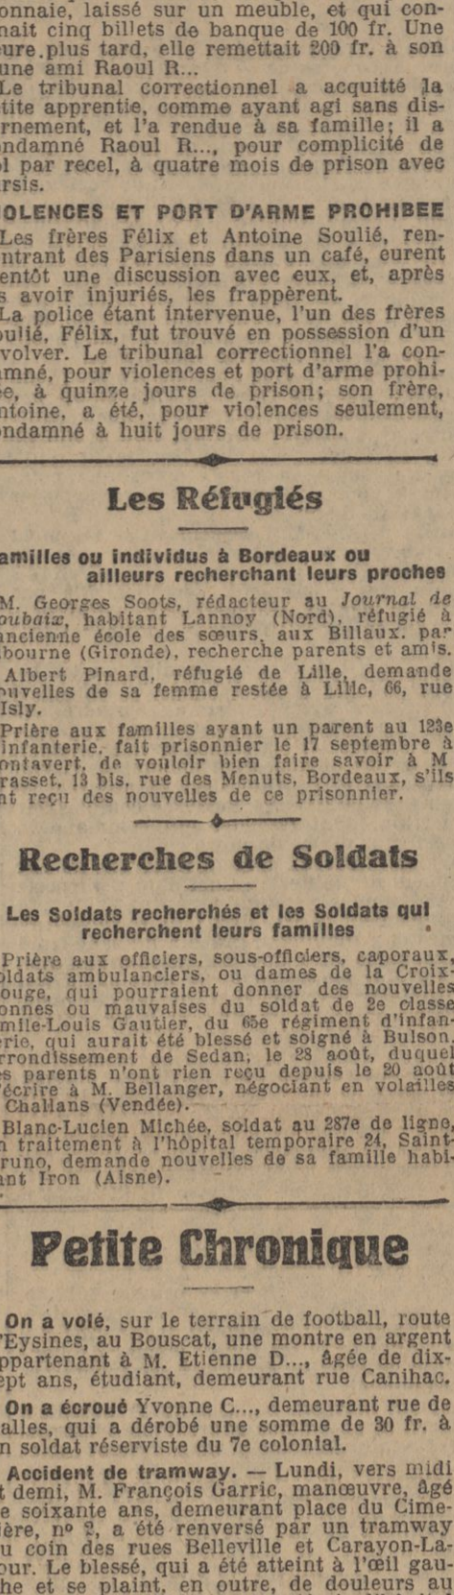 onnaie, laissé sur un meuble, et qui con-
nait cinq billets de banque de 100 fr. Une
eure plus tard, elle remettait 200 fr. à son
une ami Raoul R...
Le tribunal correctionnel a acquitté la
tite apprentie, comme ayant agi sans dis-
rnement, et l'a rendue à sa famille; il a
ndamné Raoul R..., pour complicité de
l par recel, à quatre mois de prison avec
rsis.
IOLENCES ET PORT D'ARME PROHIBEE
Les frères Félix et Antoine Soulié, ren-
ntrant des Parisiens dans un café, eurent
entôt une discussion avec eux, et, après
s avoir injuriés, les frappèrent.
La police étant intervenue, l'un des frères
oulié, Félix, fut trouvé en possession d'un
volver. Le tribunal correctionnel l'a con-
amné, pour violences et port d'arme prohi-
ée, à quinze jours de prison; son frère,
ntoine, a été, pour violences seulement,
ondamné à huit jours de prison.
Les Réfugiés
amilles ou individus à Bordeaux ou
ailleurs recherchant leurs proches
M. Georges Soots, rédacteur au Journal de
oubaix, habitant Lannoy (Nord), réfugié à
ancienne école des sœurs, aux Billaux, par
ibourne (Gironde), recherche parents et amis.
Albert Pinard, réfugié de Lille, demande
ouvelles de sa femme restée à Lille, 66, rue
'Isly.
Prière aux familles ayant un parent au 123e
'infanterie, fait prisonnier le 17 septembre à
ontavert, de vouloir bien faire savoir à M
rasset, 13 bis, rue des Menuts, Bordeaux, s'ils
nt reçu des nouvelles de ce prisonnier.
Recherches de Soldats
Les Soldats recherchés et les Soldats qui
recherchent leurs familles
Prière aux officiers, sous-officiers, caporaux,
oldats ambulanciers, ou dames de la Croix-
ouge, qui pourraient donner des nouvelles
onnes ou mauvaises du soldat de 2e classe
mile-Louis Gautier, du 65e régiment d'infan-
erie, qui aurait été blessé et soigné à Bulson,
rrondissement de Sedan, le 28 août, duquel
es parents n'ont rien reçu depuis le 20 août
'écrire à M. Bellanger, négociant en volailles
Challans (Vendée).
Blanc-Lucien Michée, soldat au 287e de ligne,
n traitement à l'hôpital temporaire 24, Saint-
runo, demande nouvelles de sa famille habi-
ant Iron (Aisne).
Petite Chronique
On a volé, sur le terrain de football, route
'Eysines, au Bouscat, une montre en argent
ppartenant à M. Etienne D..., âgée de dix-
ept ans, étudiant, demeurant rue Canihac.
On a écroué Yvonne C..., demeurant rue de
alles, qui a dérobé une somme de 30 fr. à
n soldat réserviste du 7e colonial.
Accident de tramway. — Lundi, vers midi
t demi, M. François Garric, manœuvre, âgé
e soixante ans, demeurant place du Cime-
ière, n° 2, a été renversé par un tramway
u coin des rues Belleville et Carayon-La-
our. Le blessé, qui a été atteint à l'œil gau-
he et se plaint, en outre, de douleurs au